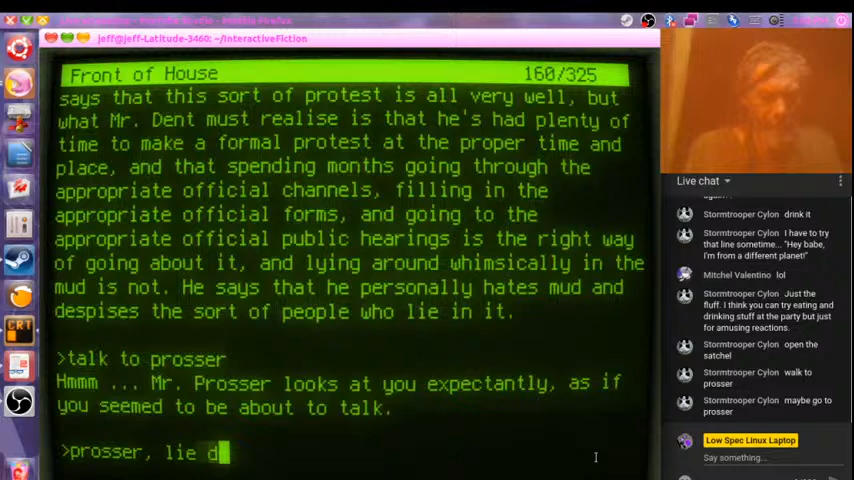 jeff@jeff-Latitude-3460: ~/InteractiveFiction
Front of House 160/325
says that this sort of protest is all very well, but
what Mr. Dent must realise is that he's had plenty of
time to make a formal protest at the proper time and
place, and that spending months going through the
appropriate official channels, filling in the
appropriate official forms, and going to the
appropriate official public hearings is the right way
of going about it, and lying around whimsically in the
mud is not. He says that he personally hates mud and
despises the sort of people who lie in it.
>talk to prosser
Hmmm ... Mr. Prosser looks at you expectantly, as if
you seemed to be about to talk.
>prosser, lie d
CRT
Live chat
Stormtrooper Cylon drink it
Stormtrooper Cylon I have to try
that line sometime... "Hey babe,
I'm from a different planet!"
Mitchel Valentino lol
Stormtrooper Cylon Just the
fluff. I think you can try eating and
drinking stuff at the party but just
for amusing reactions.
Stormtrooper Cylon open the
satchel
Stormtrooper Cylon walk to
prosser
Stormtrooper Cylon maybe go to
prosser
Low Spec Linux Laptop
Say something...